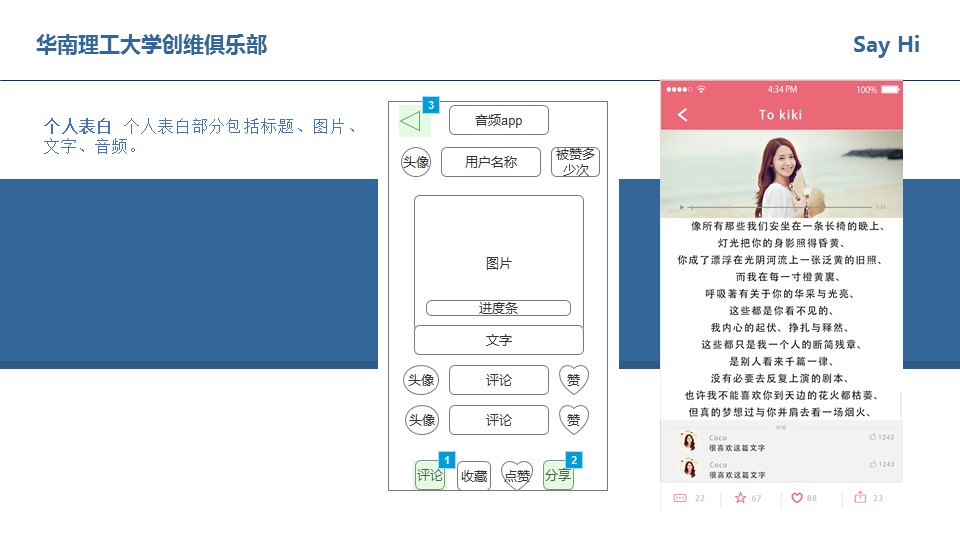 华南理工大学创维俱乐部
Say Hi
个人表白 个人表白部分包括标题、图片、
文字、音频。
3
音频app
头像
用户名称
被赞多
少次
图片
进度条
文字
头像
评论
赞
头像
评论
赞
1
评论
收藏
点赞
2
分享
4:34 PM
100%
To kiki
像所有那些我们安坐在一条长椅的晚上、
灯光把你的身影照得昏黄、
你成了漂浮在光阴河流上一张泛黄的旧照、
而我在每一寸橙黄裏、
呼吸著有关于你的华采与光亮、
这些都是你看不见的、
我内心的起伏、挣扎与释然、
这些都只是我一个人的断简残章、
是别人看来千篇一律、
没有必要去反复上演的剧本、
也许我不能喜欢你到天边的花火都枯萎、
但真的梦想过与你并肩去看一场烟火、
Coco
1243
很喜欢这篇文字
Coco
1243
很喜欢这篇文字
22
67
88
33